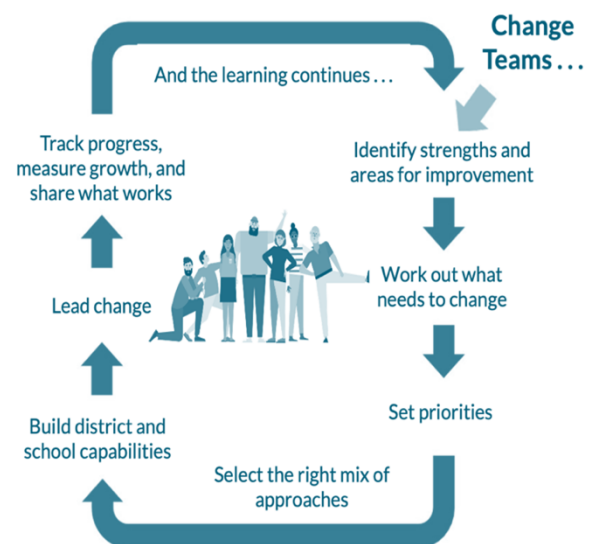 Change
Teams . . .
And the learning continues . . .
Identify strengths and
areas for improvement
Work out what
needs to change
Set priorities
Select the right mix of
approaches
Build district and
school capabilities
Lead change
Track progress,
measure growth, and
share what works